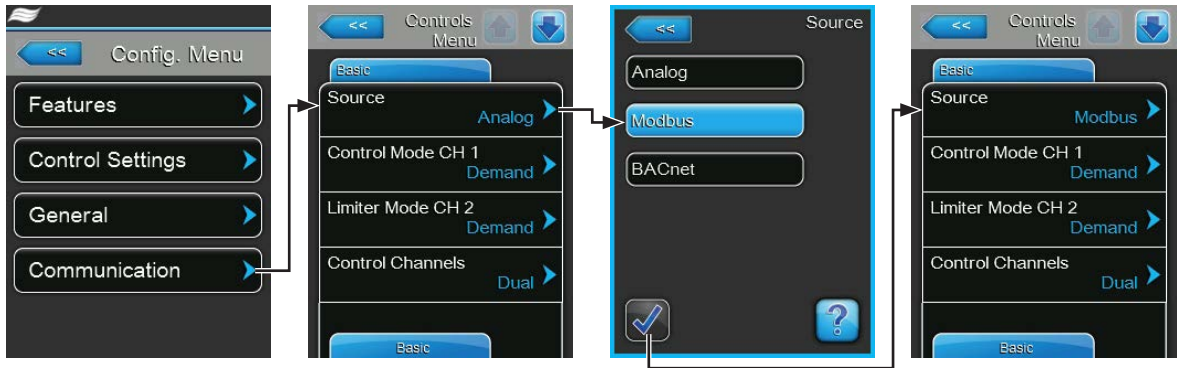 << Config. Menu
Features
Control Settings
General
Communication
<< Controls
Menu
Basic
Source
Analog
Control Mode CH 1
Demand
Limiter Mode CH 2
Demand
Control Channels
Dual
Basic
<< Source
Analog
Modbus
BACnet
?
<< Controls
Menu
Basic
Source
Modbus
Control Mode CH 1
Demand
Limiter Mode CH 2
Demand
Control Channels
Dual
Basic